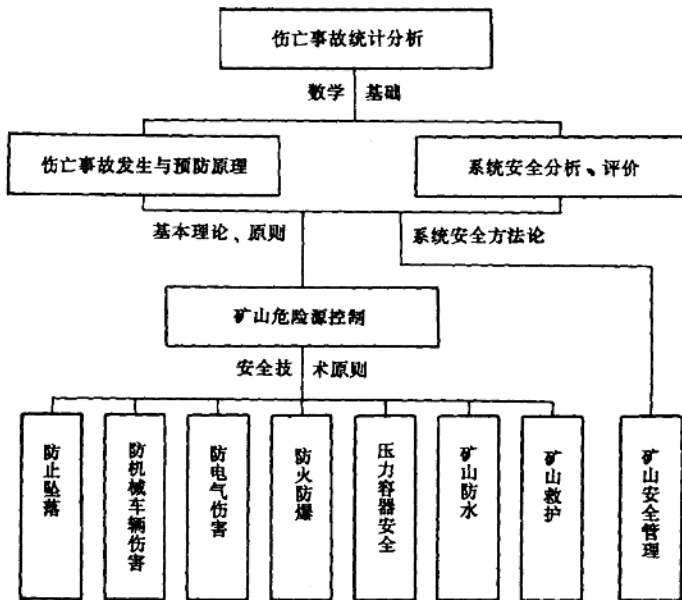 伤亡事故统计分析
数学 基础
伤亡事故发生与预防原理
系统安全分析、评价
基本理论、原则
系统安全方法论
矿山危险源控制
安全技 术原则
防止坠落
防机械车辆伤害
防电气伤害
防火防爆
压力容器安全
矿山防水
矿山救护
矿山安全管理